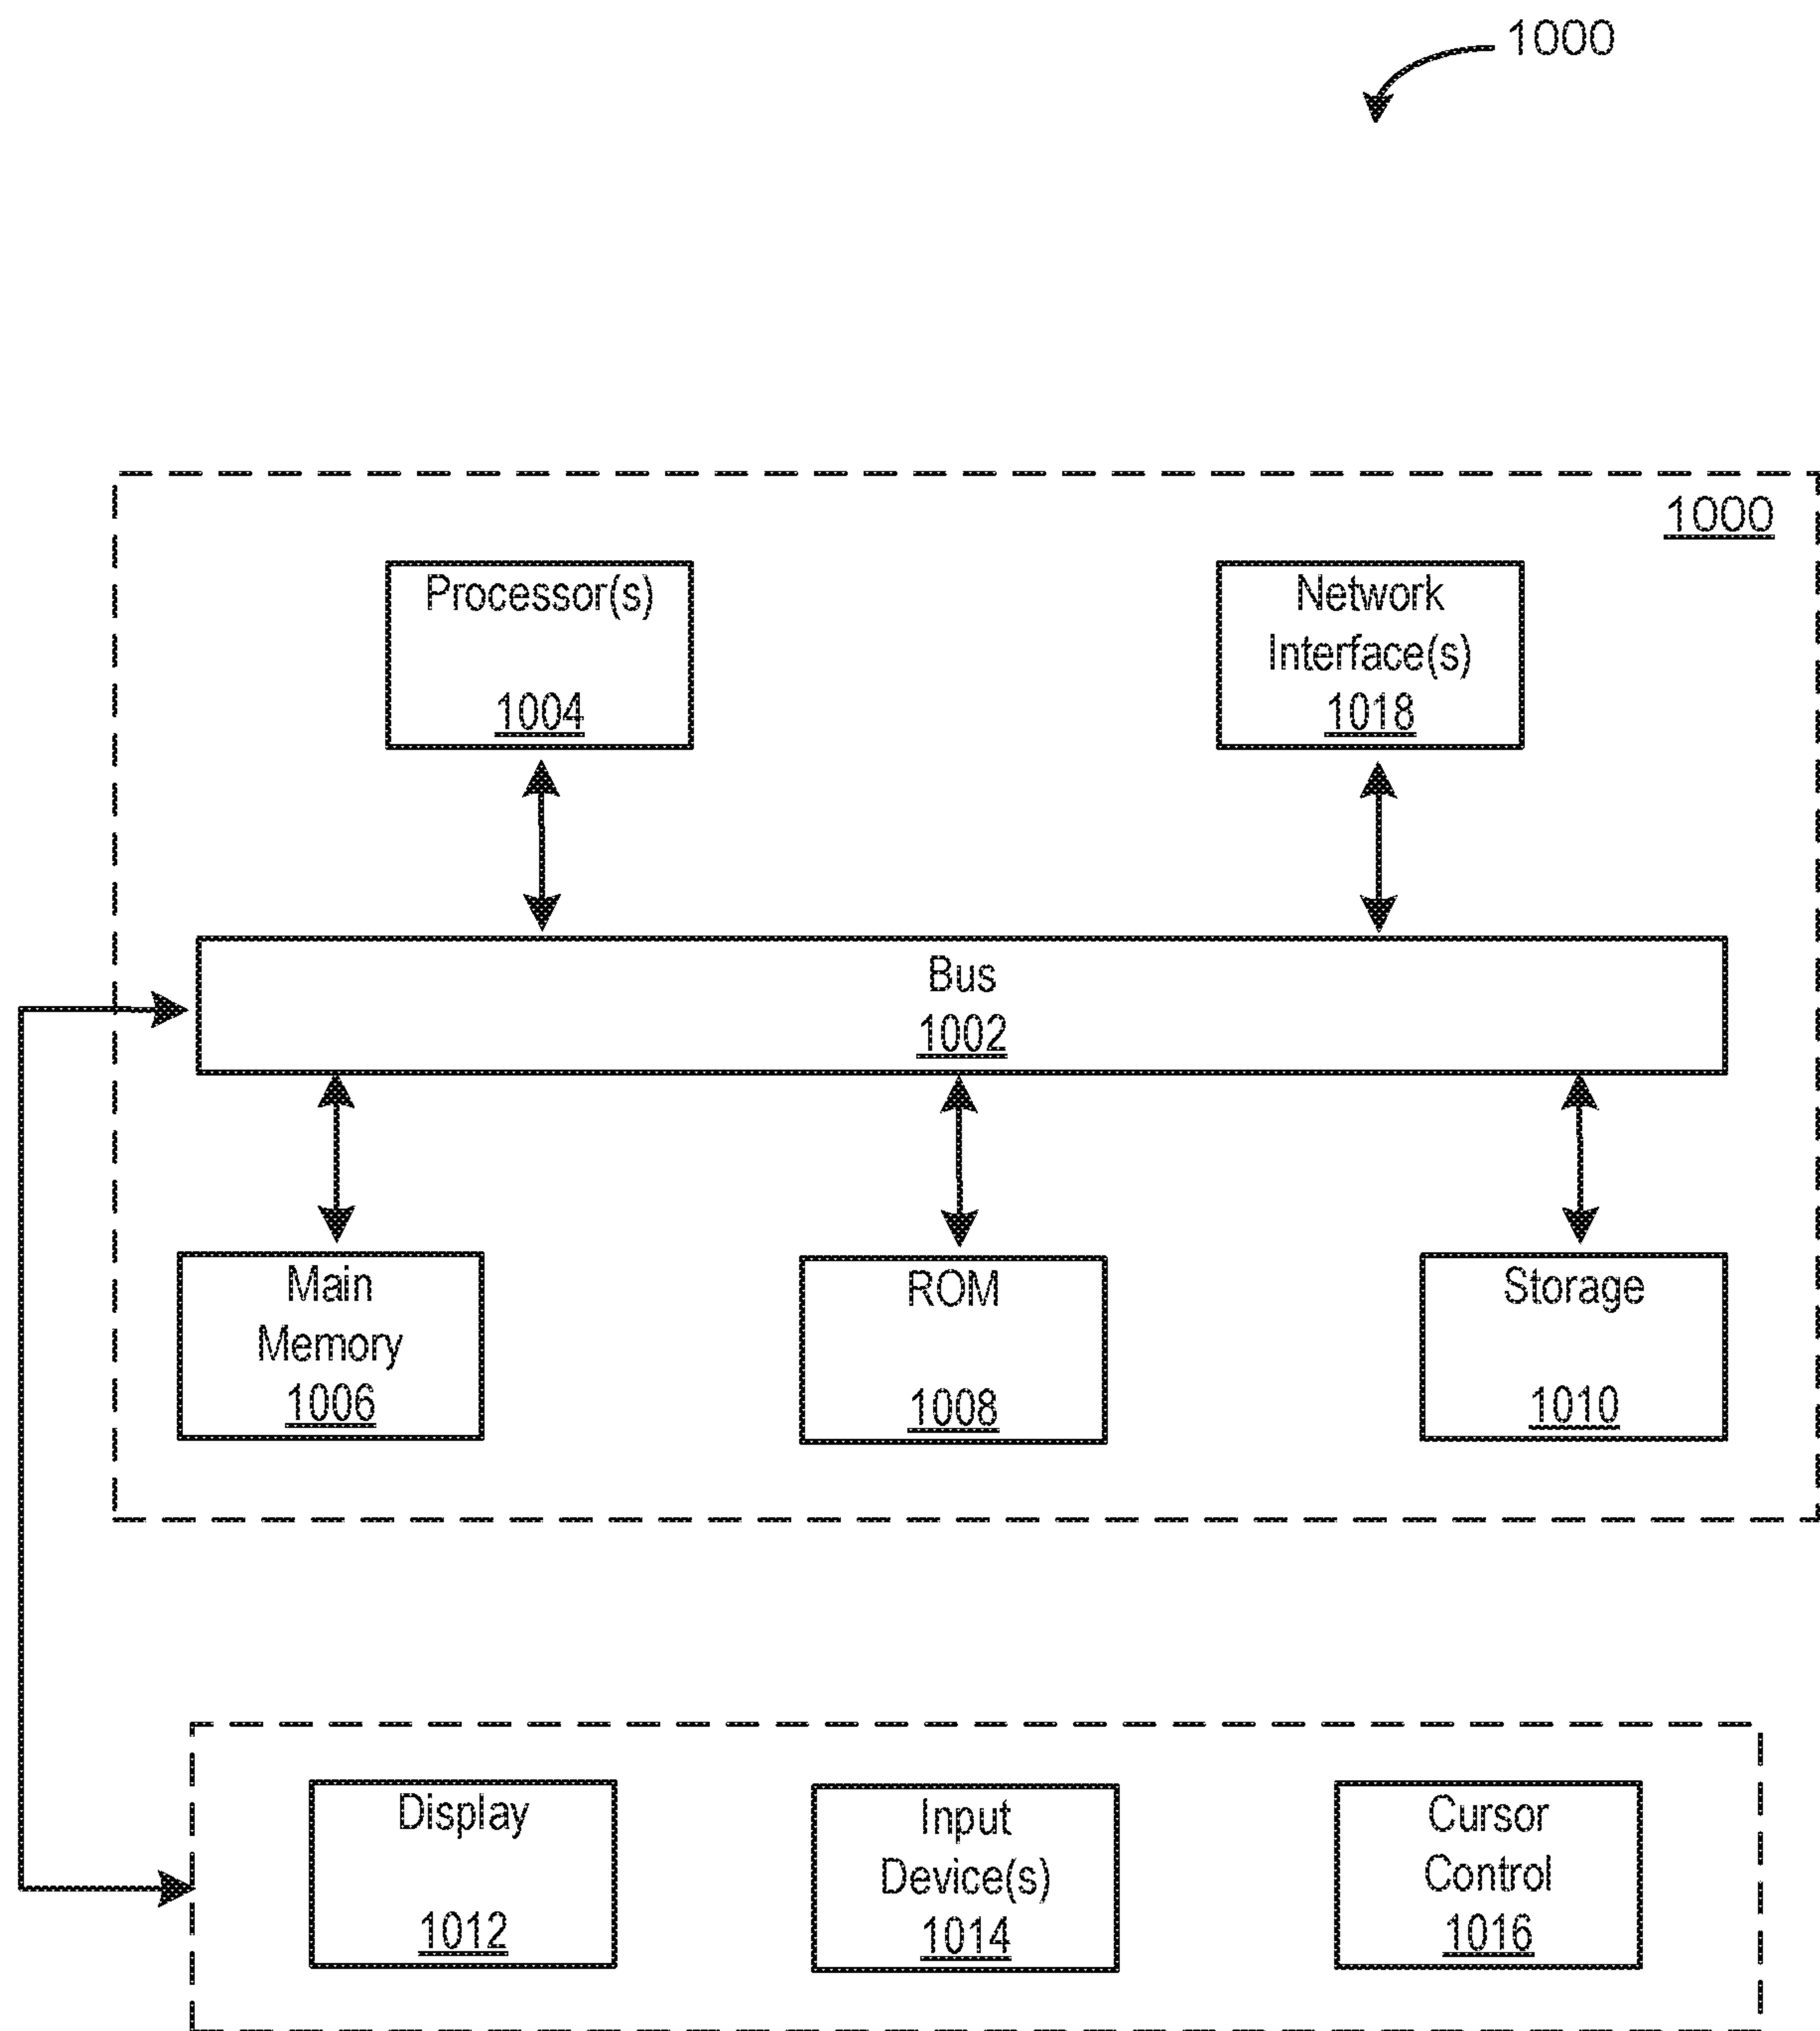 1000
1000
Processor(s)
1004
Network
Interface(s)
1018
Bus
1002
Main
Memory
1006
ROM
1008
Storage
1010
Display
1012
Input
Device(s)
1014
Cursor
Control
1016